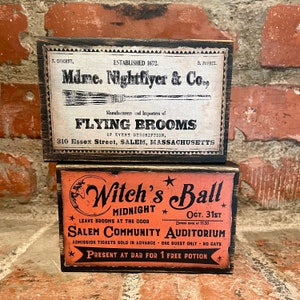 ESTABLISHED 1672.
Mdme. Nightflyer & Co.,
Manufacturers and Importers of
FLYING BROOMS
OF EVERY DESCRIPTION,
310 Essex Street, SALEM, MASSACHUSETTS
Witch's Ball
MIDNIGHT
OCT. 31ST
LEAVE BROOMS AT THE DOOR
SALEM COMMUNITY AUDITORIUM
ADMISSION TICKETS SOLD IN ADVANCE - ONE GUEST ONLY - NO CATS
PRESENT AT BAR FOR 1 FREE POTION